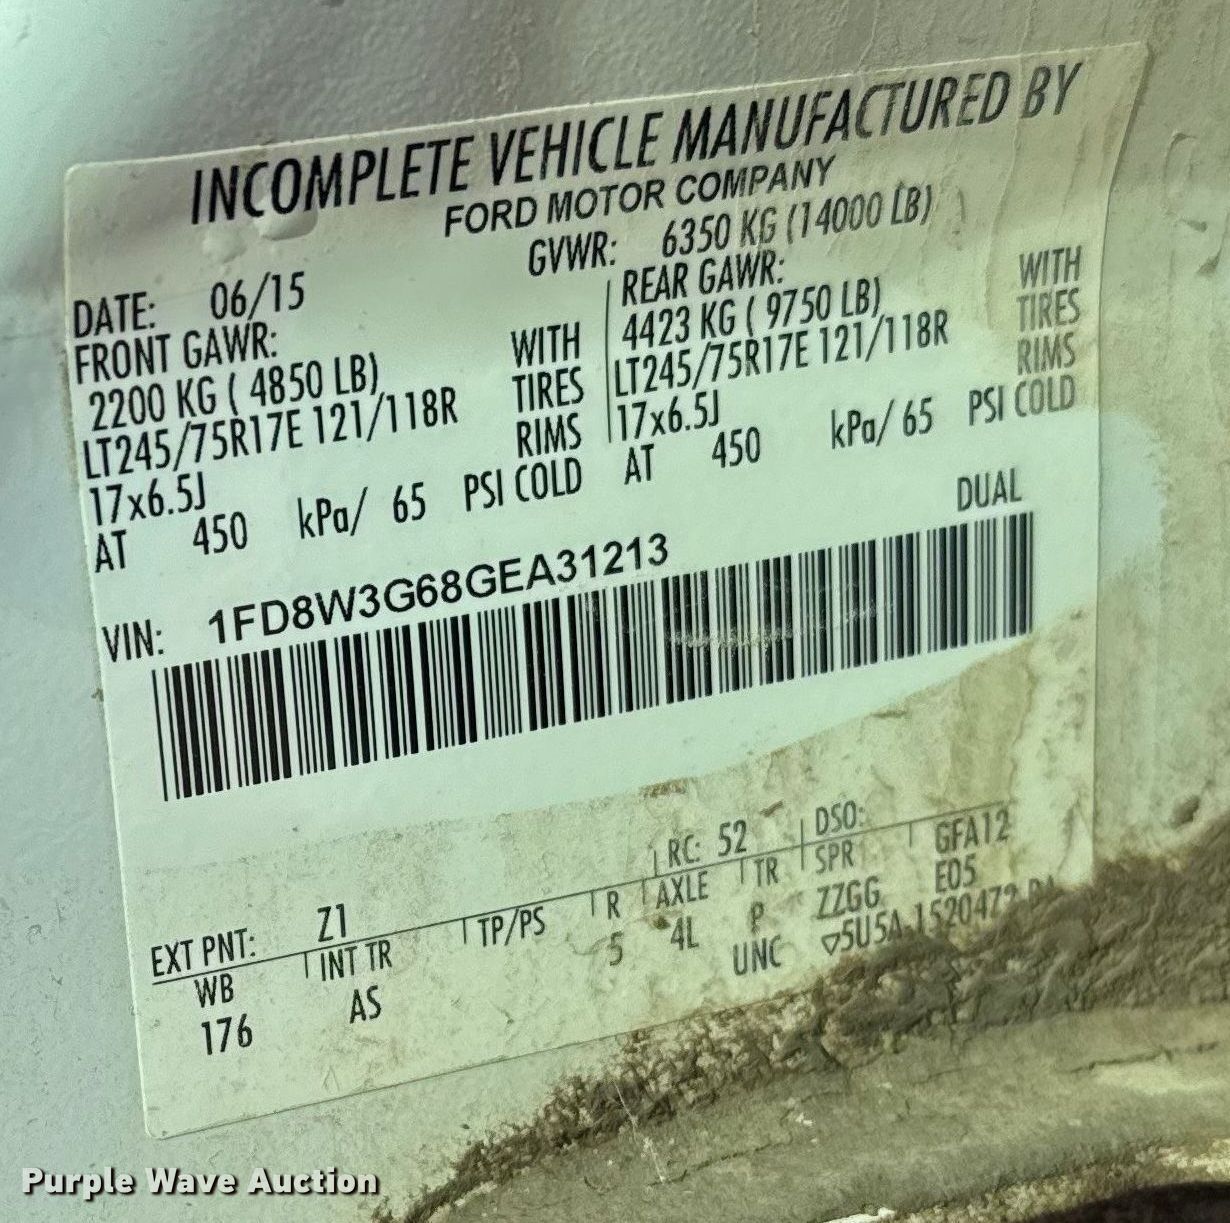 INCOMPLETE VEHICLE MANUFACTURED BY
FORD MOTOR COMPANY
GVWR: 6350 KG (14000 LB)
DATE: 06/15
FRONT GAWR:
2200 KG ( 4850 LB) WITH
LT245/75R17E 121/118R TIRES
17x6.5J RIMS
AT 450 kPa/ 65 PSI COLD
REAR GAWR: WITH
4423 KG ( 9750 LB) TIRES
LT245/75R17E 121/118R RIMS
17x6.5J
AT 450 kPa/ 65 PSI COLD
DUAL
VIN: 1FD8W3G68GEA31213
EXT PNT: Z1 RC: 52 DSO:
WB INT TR TP/PS R AXLE TR SPR GFA12
176 AS 5 4L P ZZGG E05
UNC ▽5U5A-1520472-
Purple Wave Auction